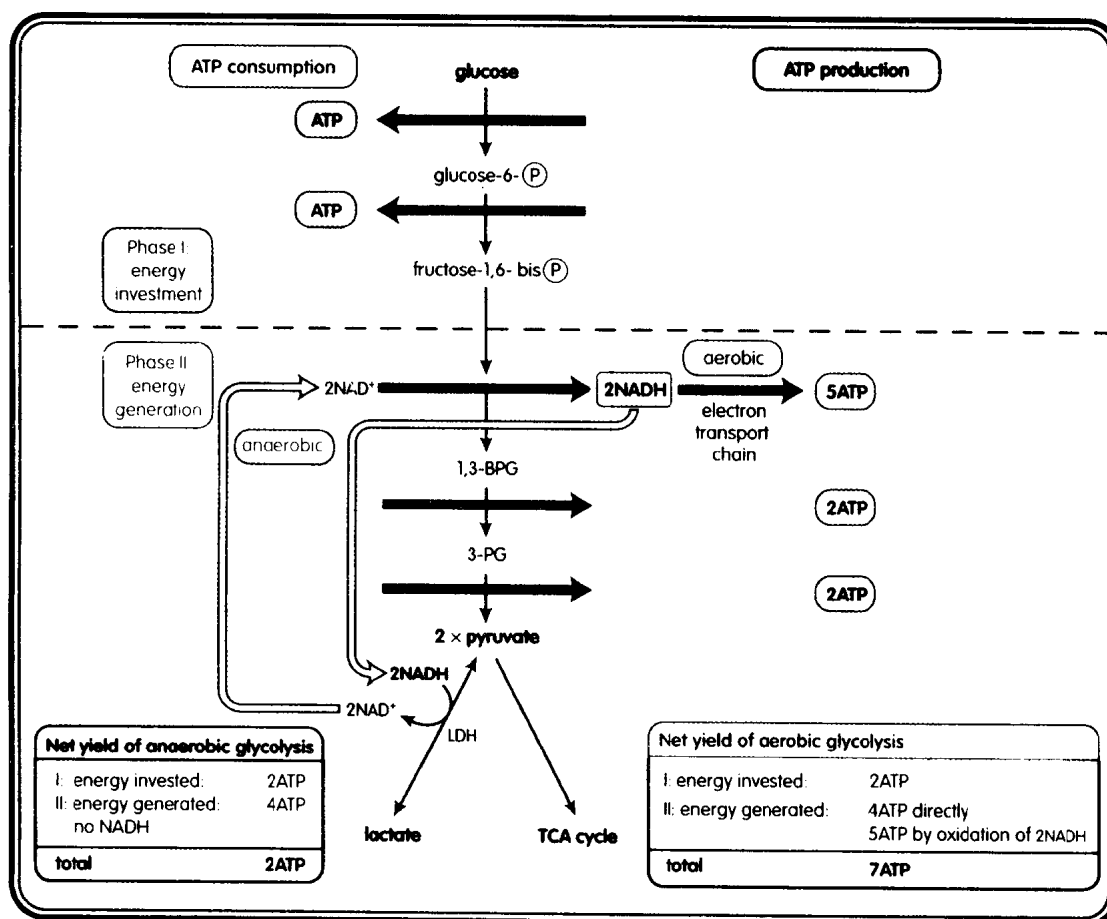 ATP consumption
glucose
ATP production
ATP
glucose-6-P
ATP
Phase I:
energy
investment
fructose-1,6- bisP
Phase II
energy
generation
2NAD⁺
2NADH
aerobic
electron
transport
chain
5ATP
anaerobic
1,3-BPG
2ATP
3-PG
2ATP
2 × pyruvate
2NADH
2NAD⁺
LDH
lactate
TCA cycle
Net yield of anaerobic glycolysis
I: energy invested: 2ATP
II: energy generated: 4ATP
no NADH
total 2ATP
Net yield of aerobic glycolysis
I: energy invested: 2ATP
II: energy generated: 4ATP directly
5ATP by oxidation of 2NADH
total 7ATP